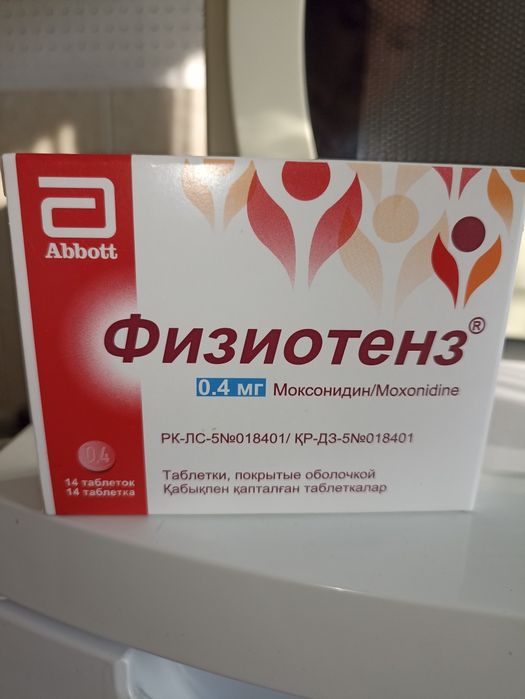 Abbott
Физиотенз®
0.4 мг Моксонидин/Moxonidine
РК-ЛС-5№018401/ ҚР-ДЗ-5№018401
0,4
14 таблеток
14 таблетка
Таблетки, покрытые оболочкой
Қабықпен қапталған таблеткалар